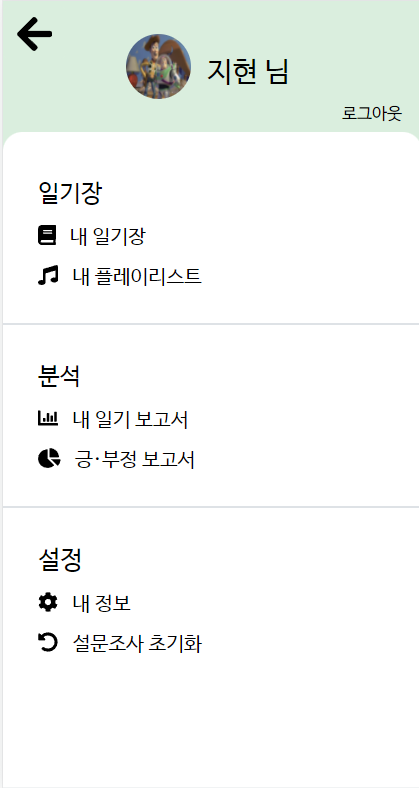 지현 님
로그아웃
일기장
내 일기장
내 플레이리스트
분석
내 일기 보고서
긍·부정 보고서
설정
내 정보
설문조사 초기화